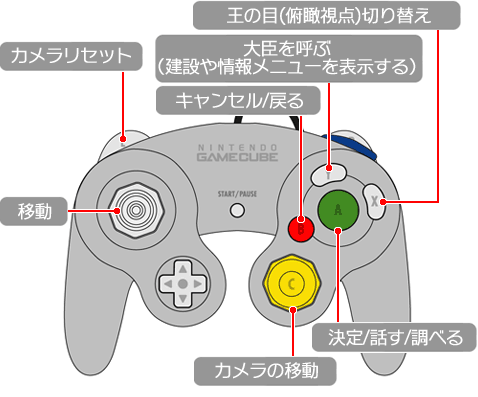 王の目(俯瞰視点)切り替え
大臣を呼ぶ
(建設や情報メニューを表示する)
カメラリセット
キャンセル/戻る
L
NINTENDO
GAMECUBE
START/PAUSE
Y
X
A
B
移動
C
決定/話す/調べる
カメラの移動